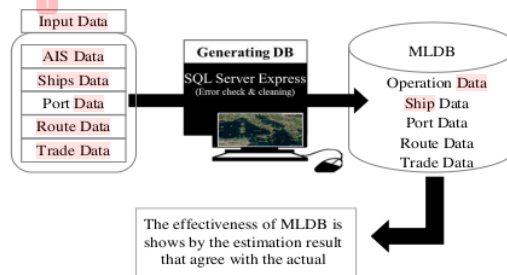 Input Data
AIS Data
Ships Data
Port Data
Route Data
Trade Data
Generating DB
SQL Server Express
(Error check & cleaning)
MLDB
Operation Data
Ship Data
Port Data
Route Data
Trade Data
The effectiveness of MLDB is
shows by the estimation result
that agree with the actual